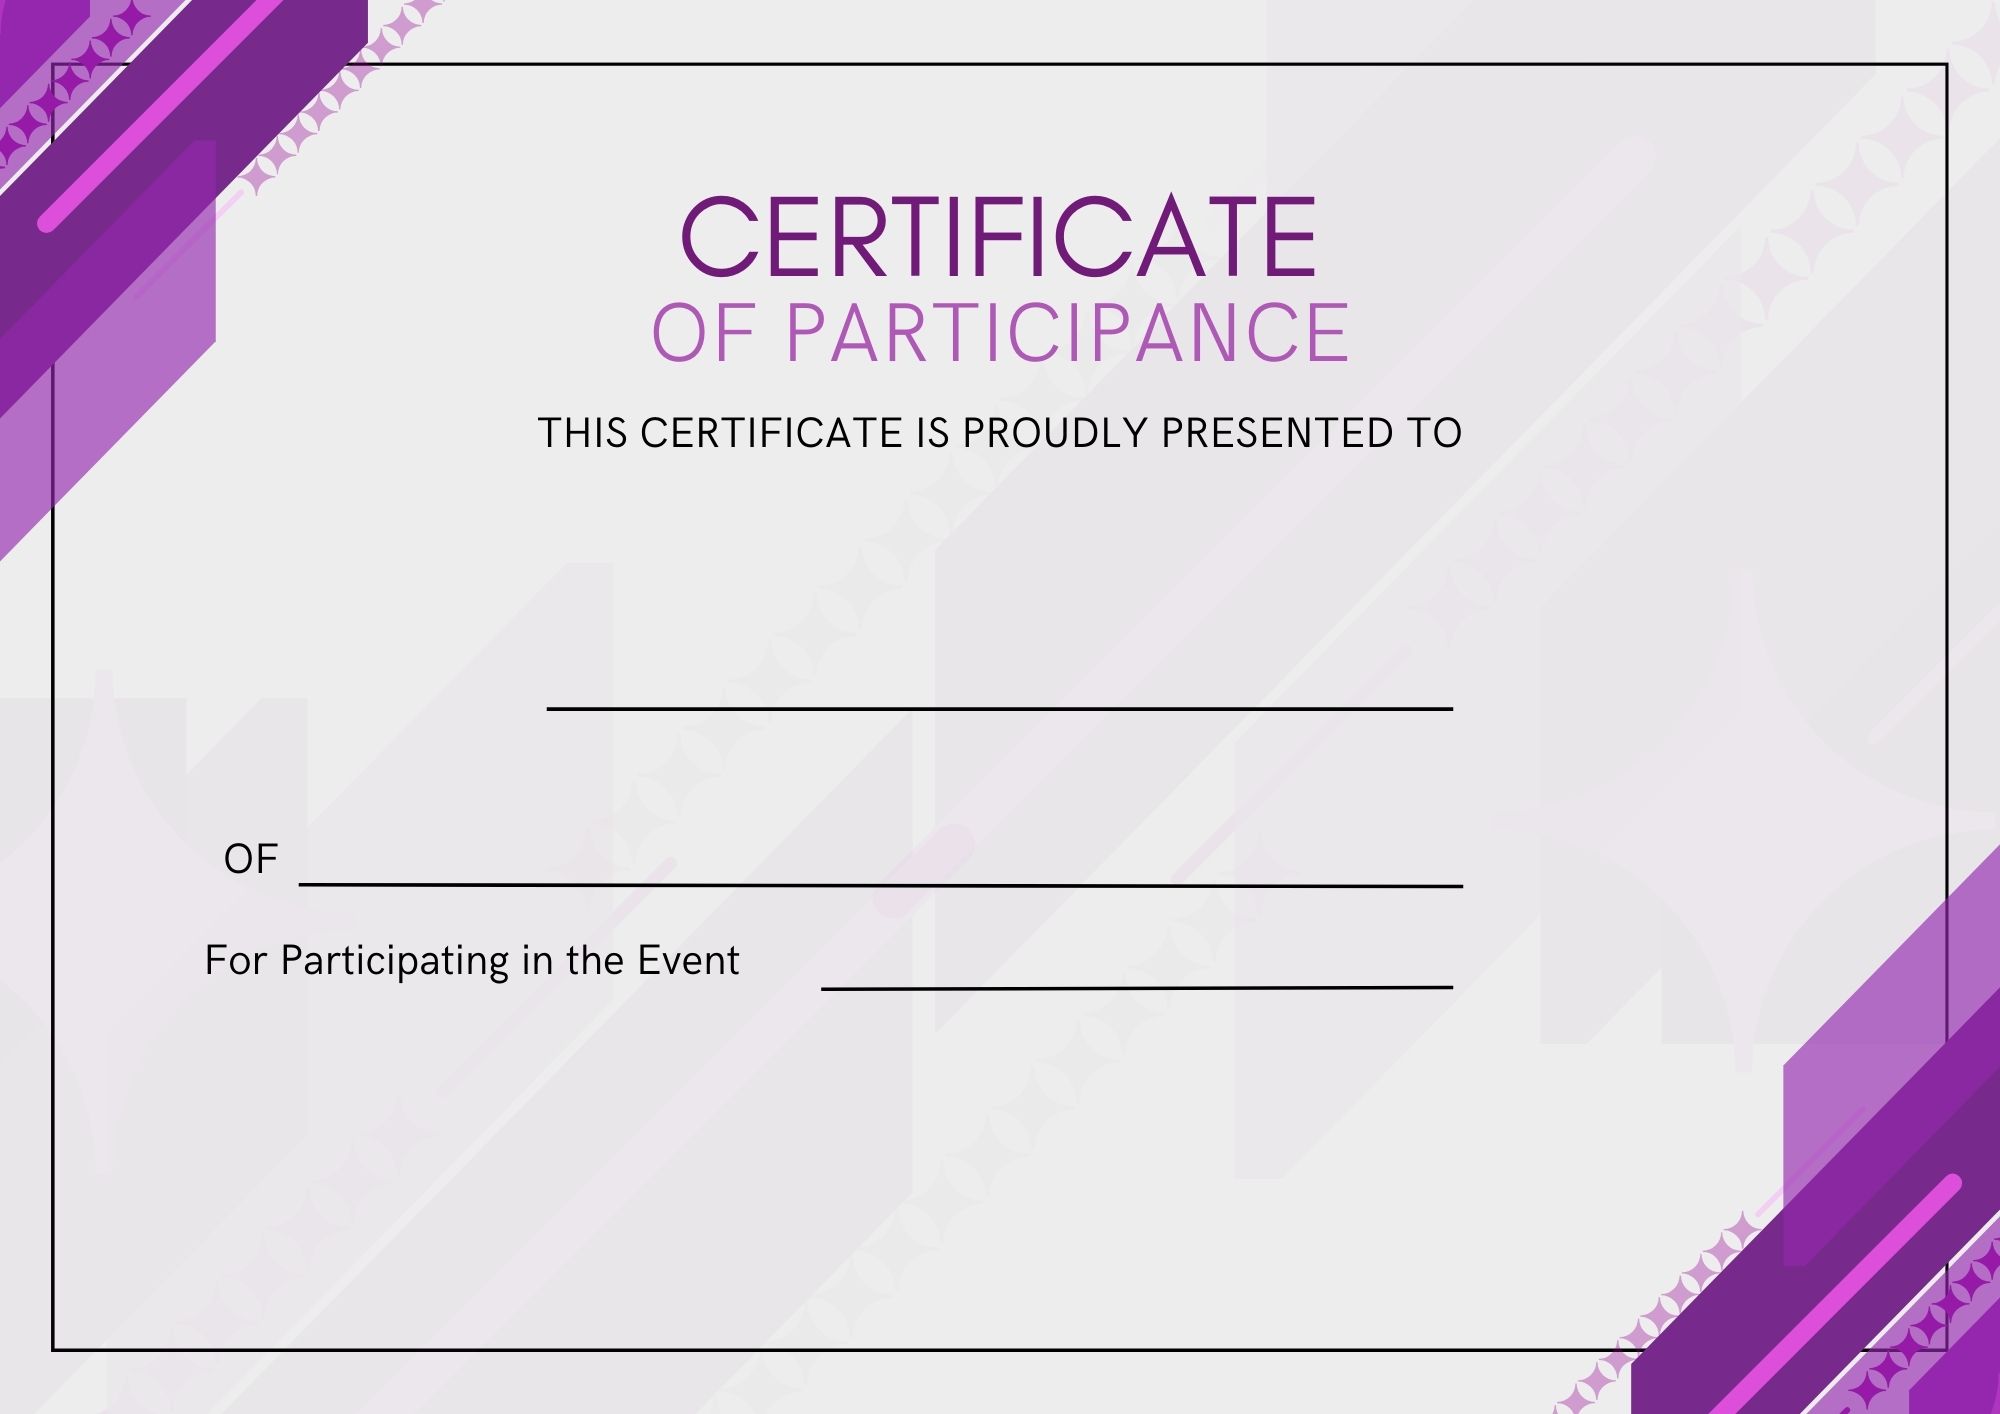 CERTIFICATE
OF PARTICIPANCE
THIS CERTIFICATE IS PROUDLY PRESENTED TO
OF
For Participating in the Event